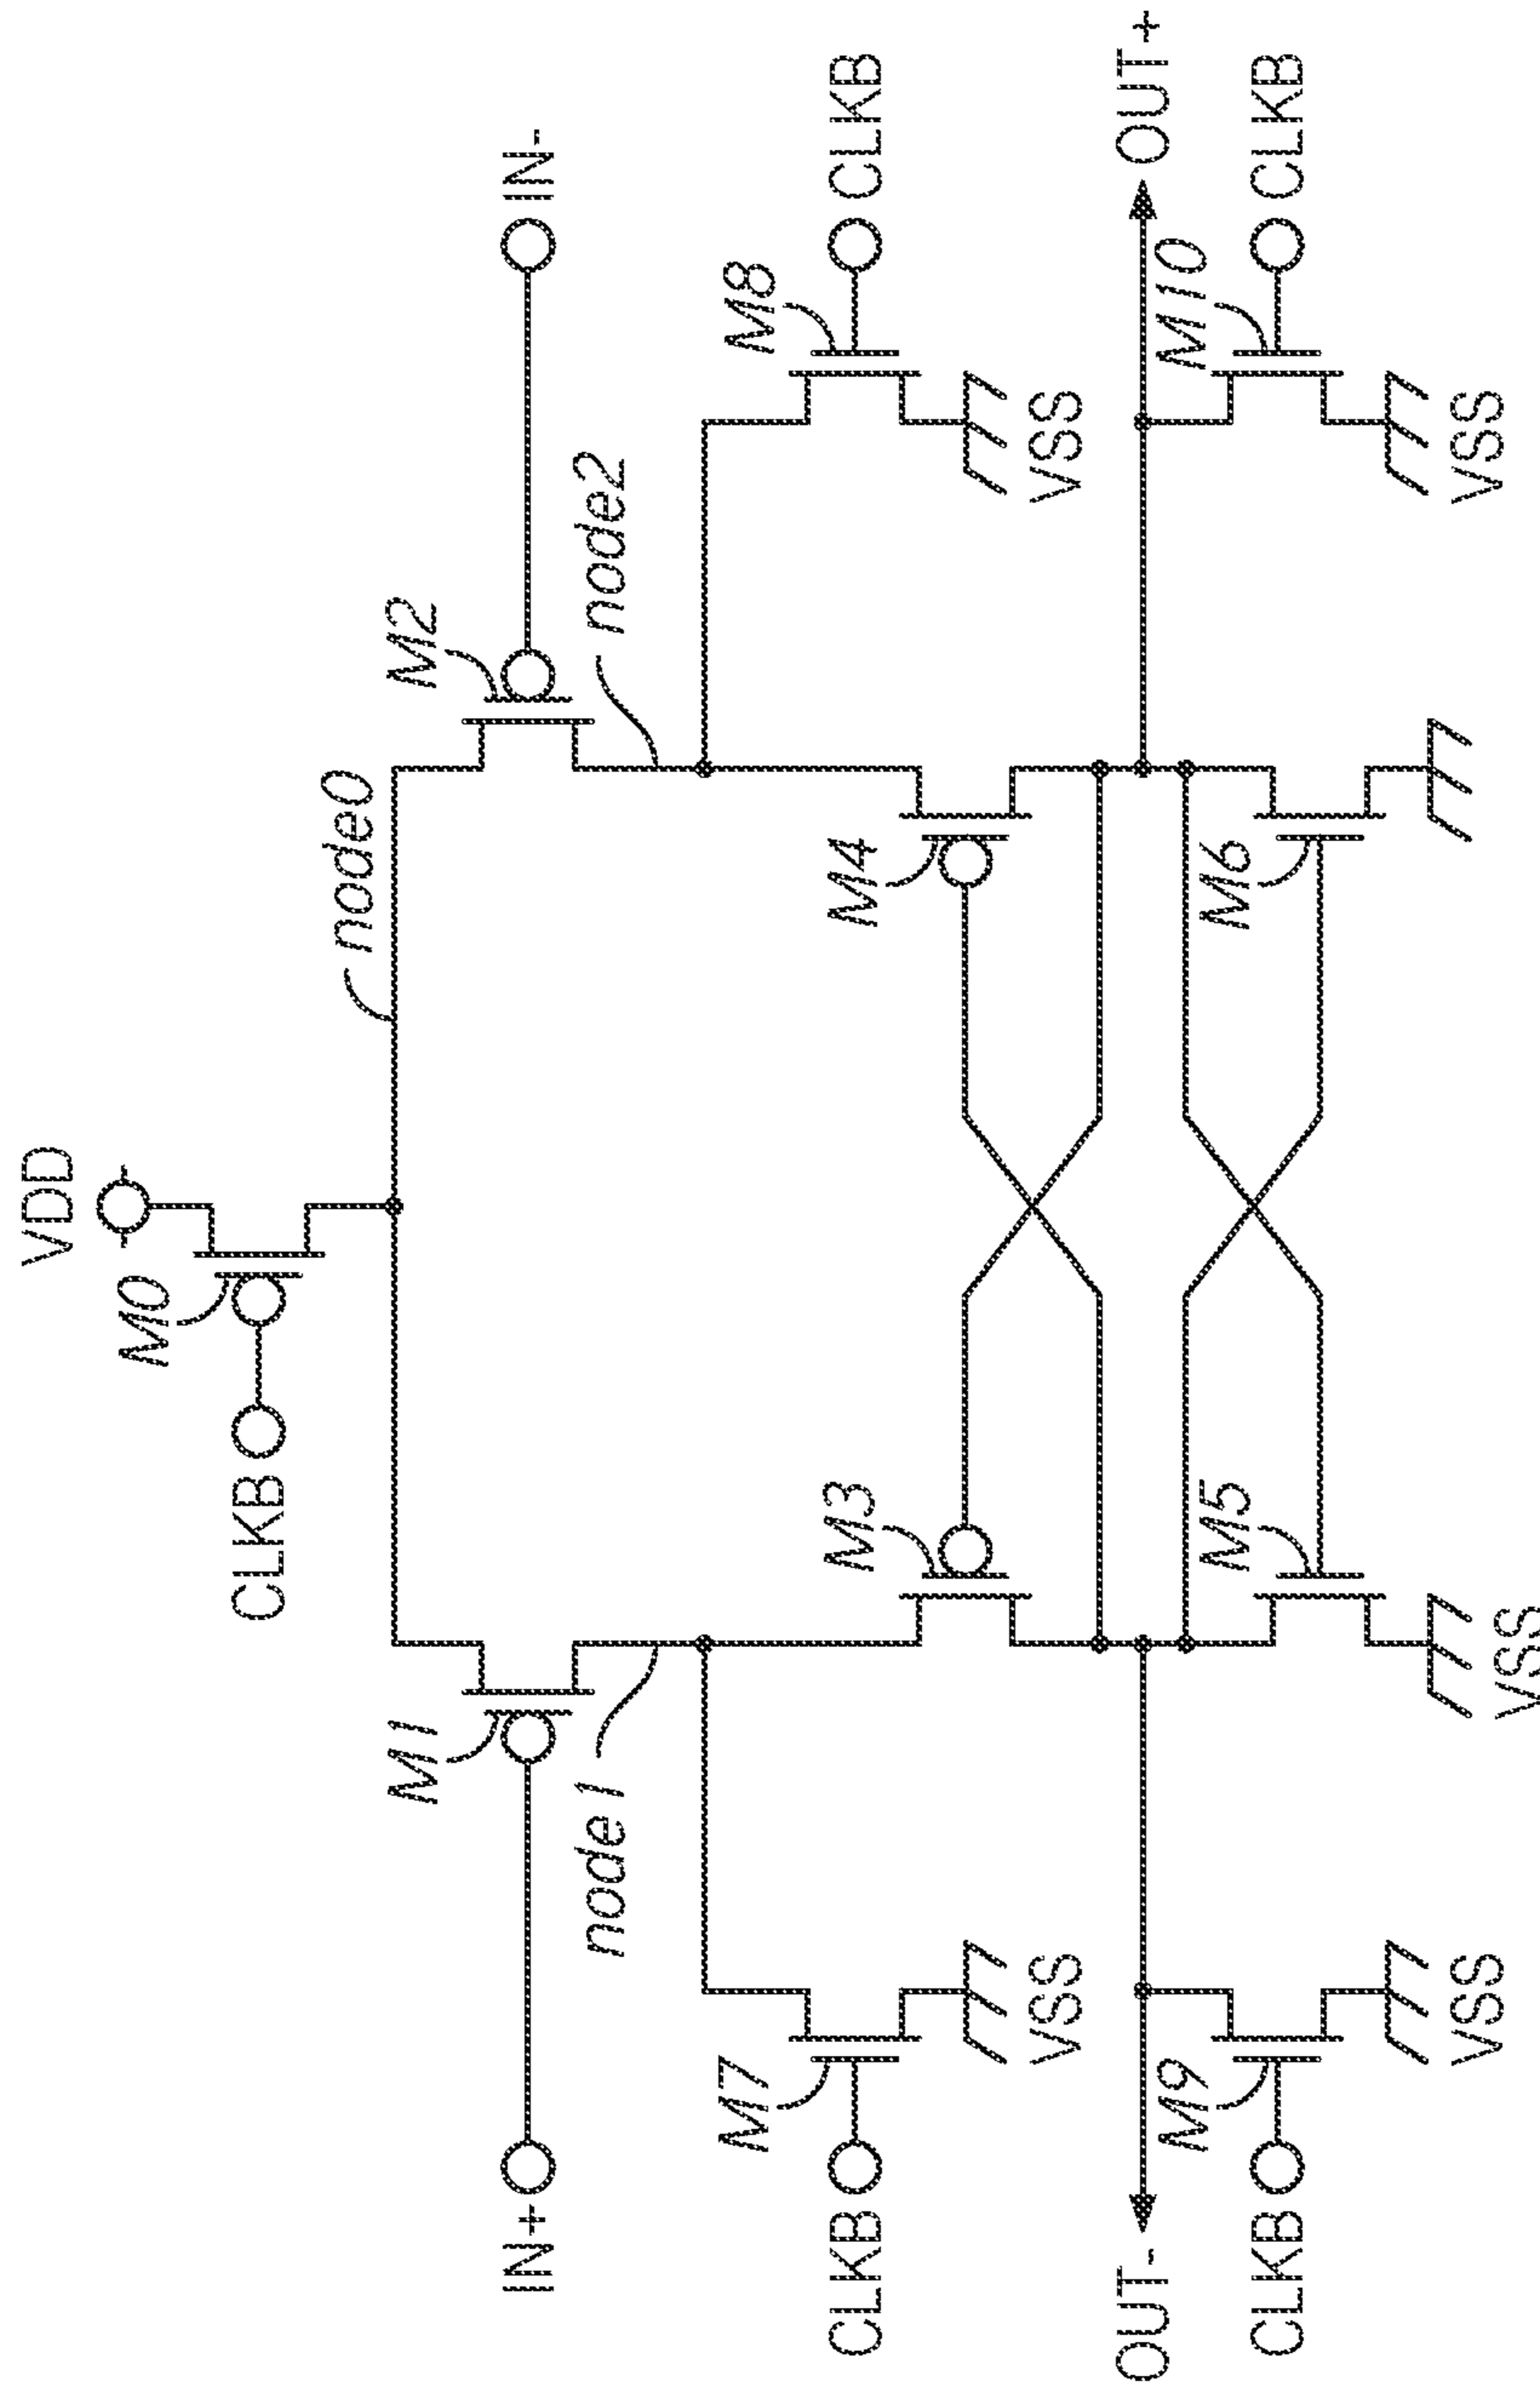 VDD
M0
CLKB
node0
M1
M2
IN+
IN-
node1
node2
M7
M8
CLKB
M3
M4
CLKB
VSS
VSS
OUT-
OUT+
M9
M10
M5
M6
CLKB
CLKB
VSS
VSS
VSS